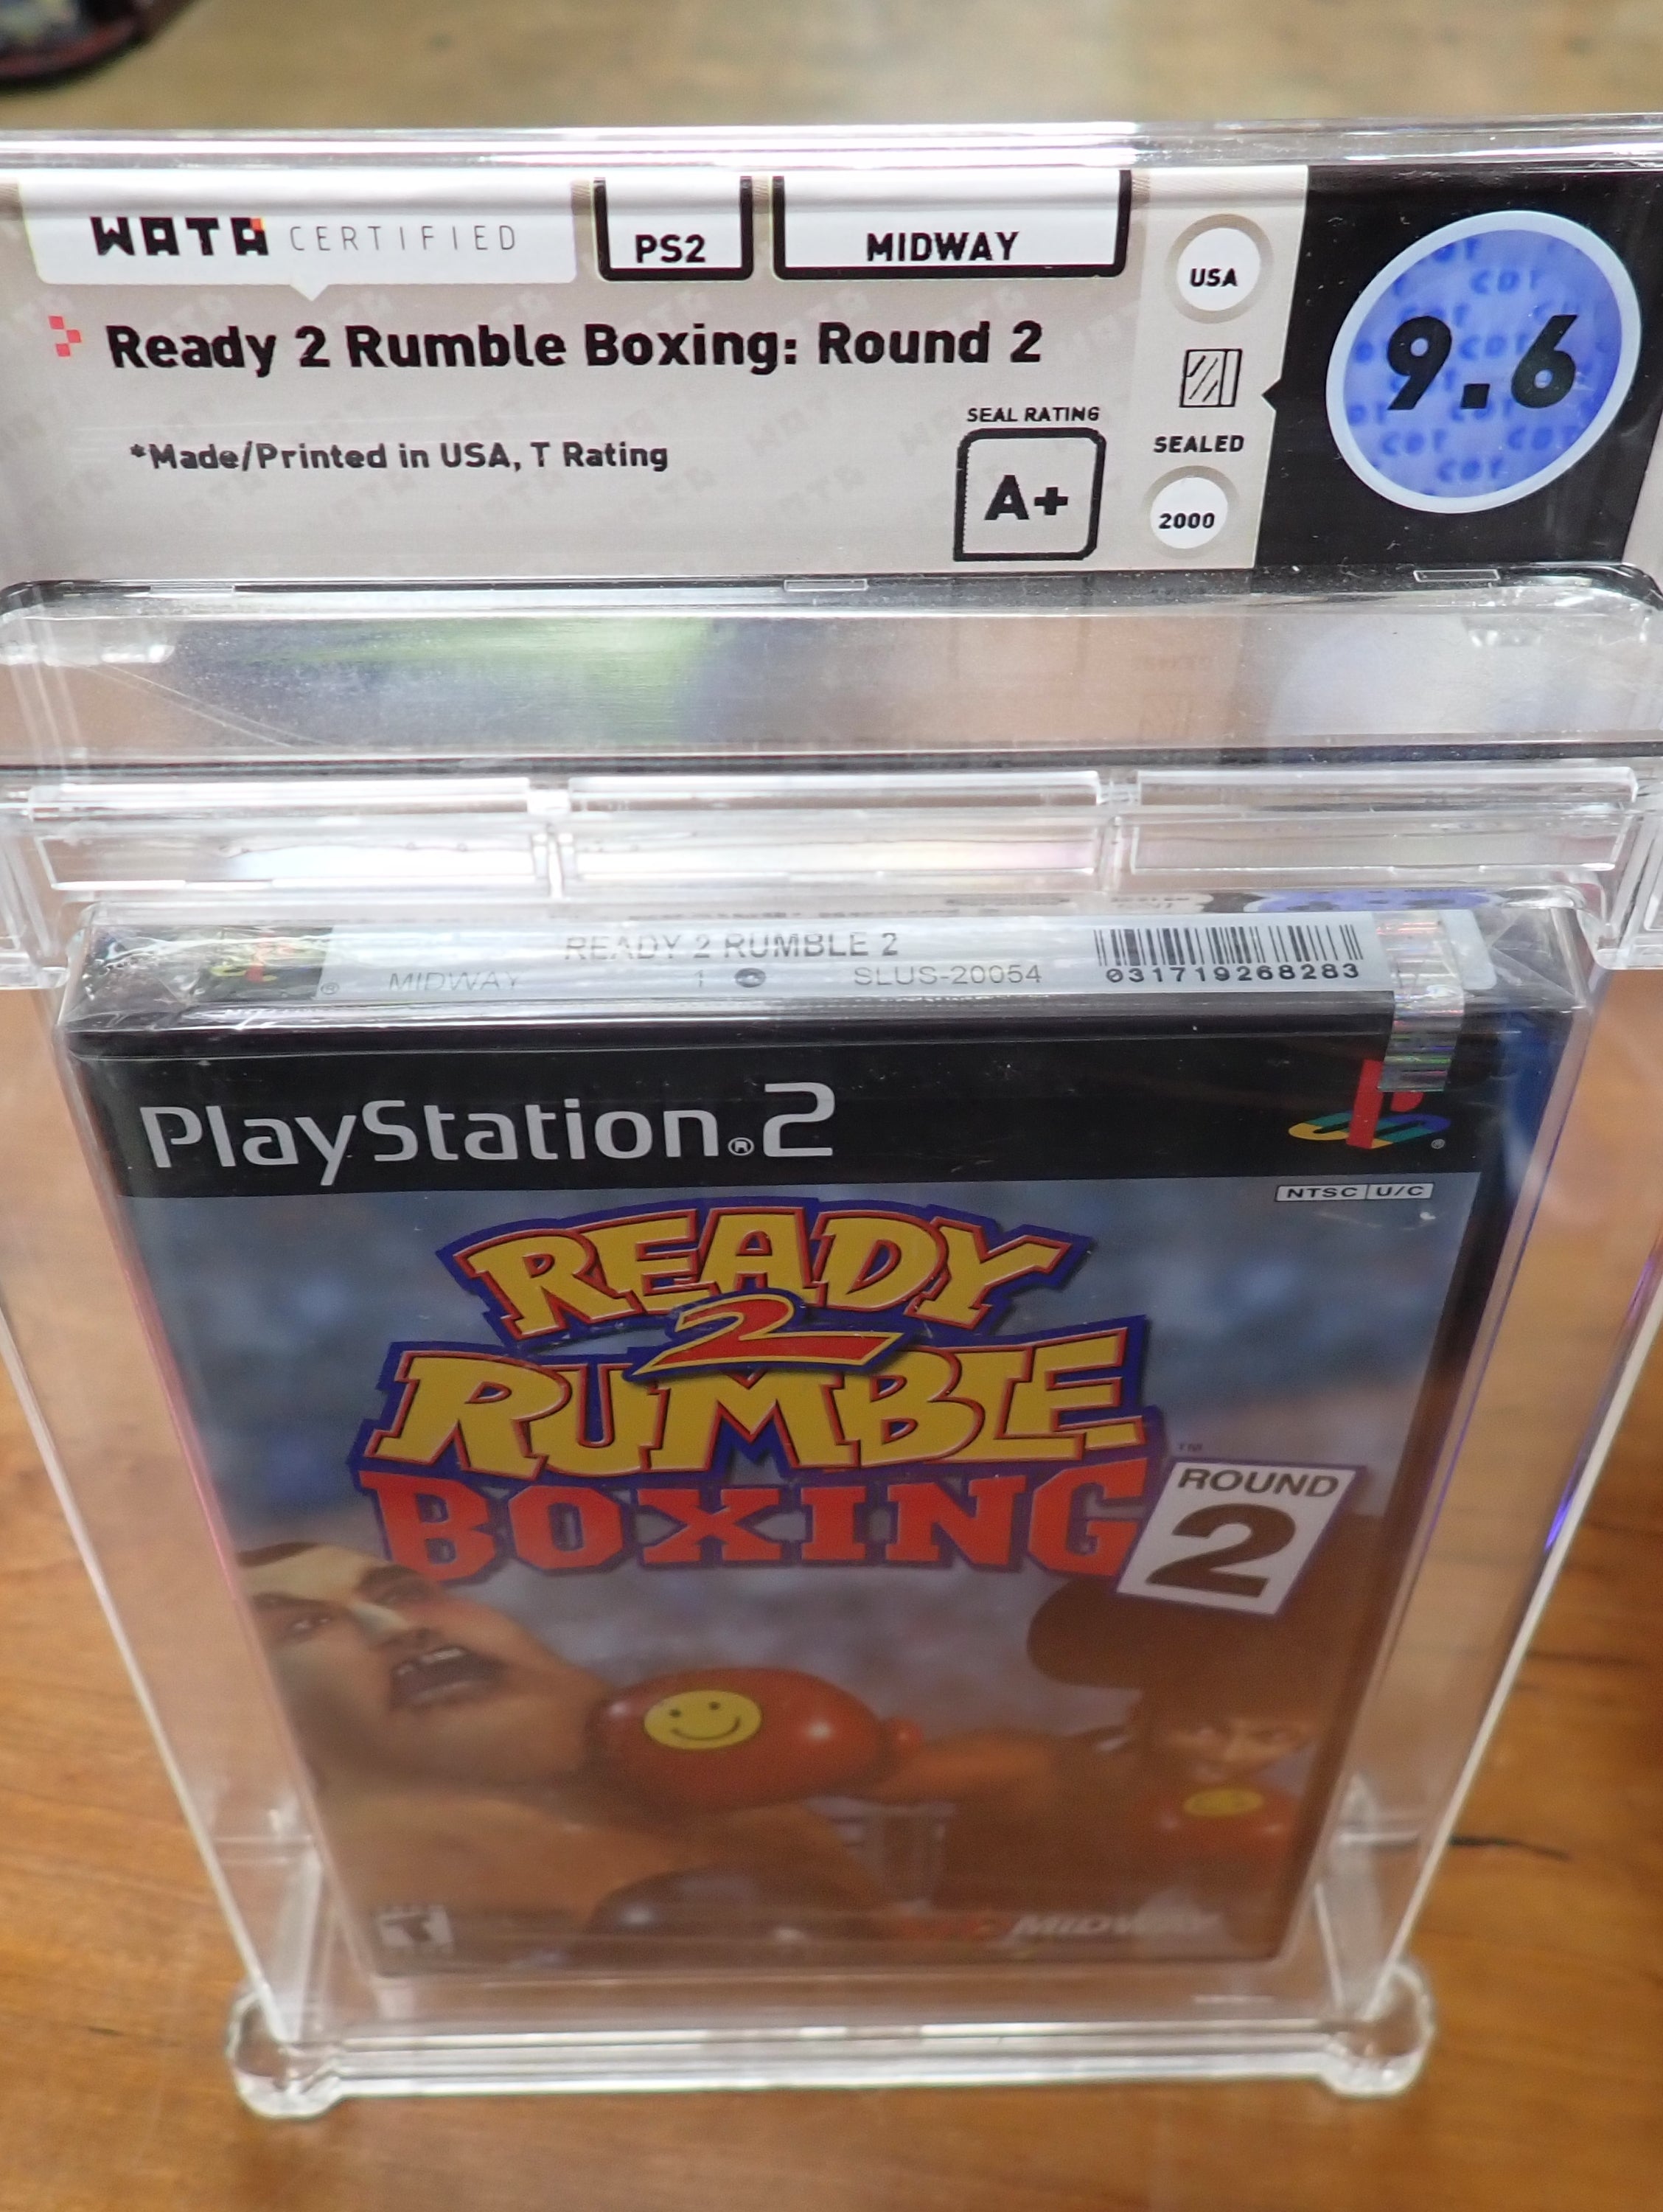 WATA CERTIFIED
PS2
MIDWAY
USA
9.6
Ready 2 Rumble Boxing: Round 2
*Made/Printed in USA, T Rating
SEAL RATING
A+
SEALED
2000
READY 2 RUMBLE 2
® MIDWAY 1 SLUS-20054
031719268283
PlayStation®2
®
NTSC U/C
READY
2
RUMBLE
BOXING
™
ROUND
2
T
MIDWAY